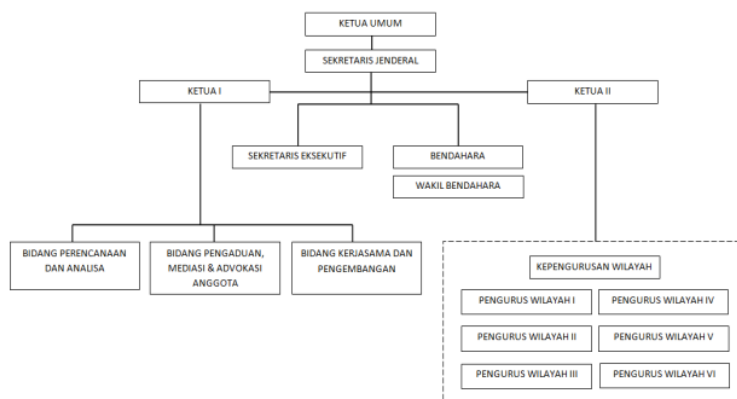 KETUA UMUM
SEKRETARIS JENDERAL
KETUA I
KETUA II
SEKRETARIS EKSEKUTIF
BENDAHARA
WAKIL BENDAHARA
BIDANG PERENCANAAN
DAN ANALISA
BIDANG PENGADUAN,
MEDIASI & ADVOKASI
ANGGOTA
BIDANG KERJASAMA DAN
PENGEMBANGAN
KEPENGURUSAN WILAYAH
PENGURUS WILAYAH I
PENGURUS WILAYAH IV
PENGURUS WILAYAH II
PENGURUS WILAYAH V
PENGURUS WILAYAH III
PENGURUS WILAYAH VI